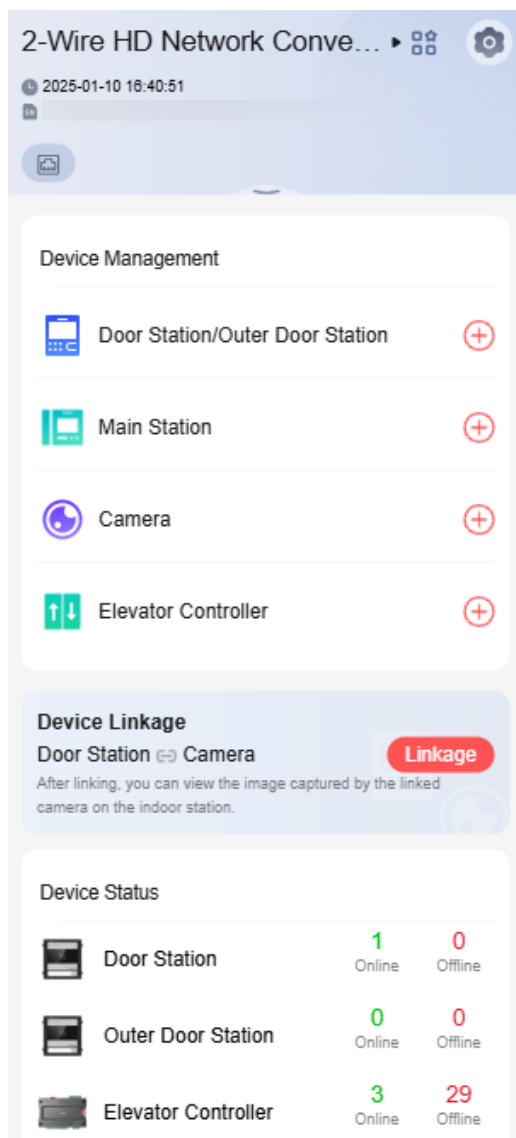 2-Wire HD Network Conve...
2025-01-10 16:40:51
SN
Device Management
Door Station/Outer Door Station
Main Station
Camera
Elevator Controller
Device Linkage
Door Station Camera
Linkage
After linking, you can view the image captured by the linked
camera on the indoor station.
Device Status
Door Station
1 0
Online Offline
Outer Door Station
0 0
Online Offline
Elevator Controller
3 29
Online Offline